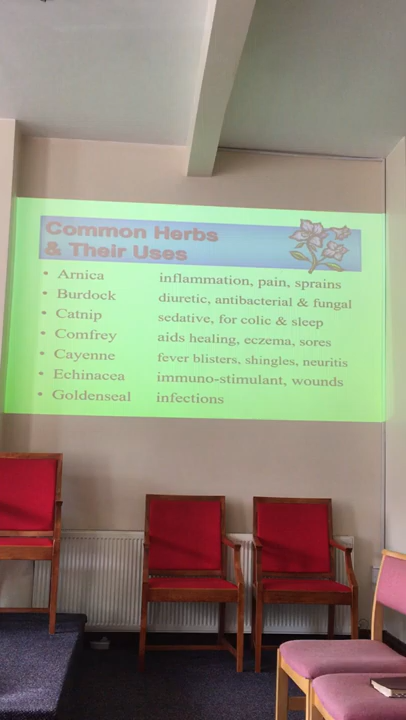 Common Herbs
& Their Uses
• Arnica inflammation, pain, sprains
• Burdock diuretic, antibacterial & fungal
• Catnip sedative, for colic & sleep
• Comfrey aids healing, eczema, sores
• Cayenne fever blisters, shingles, neuritis
• Echinacea immuno-stimulant, wounds
• Goldenseal infections